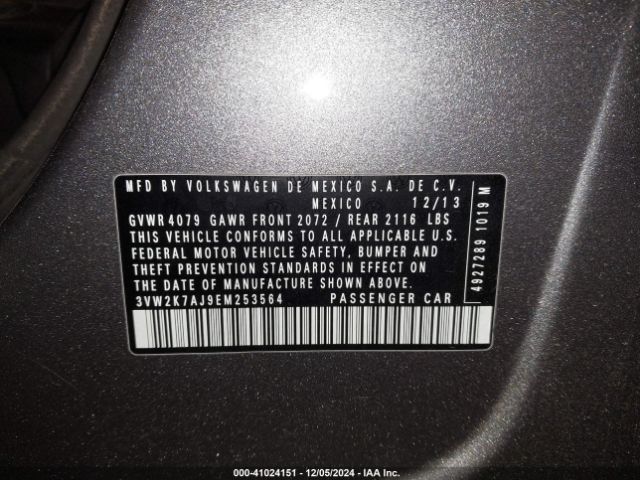 MFD BY VOLKSWAGEN DE MEXICO S.A. DE C.V.
MEXICO 12/13
GVWR 4079 GAWR FRONT 2072 / REAR 2116 LBS
THIS VEHICLE CONFORMS TO ALL APPLICABLE U.S.
FEDERAL MOTOR VEHICLE SAFETY, BUMPER AND
THEFT PREVENTION STANDARDS IN EFFECT ON
THE DATE OF MANUFACTURE SHOWN ABOVE.
3VW2K7AJ9EM253564 PASSENGER CAR
4927289 1019 M
000-41024151 - 12/05/2024 - IAA Inc.